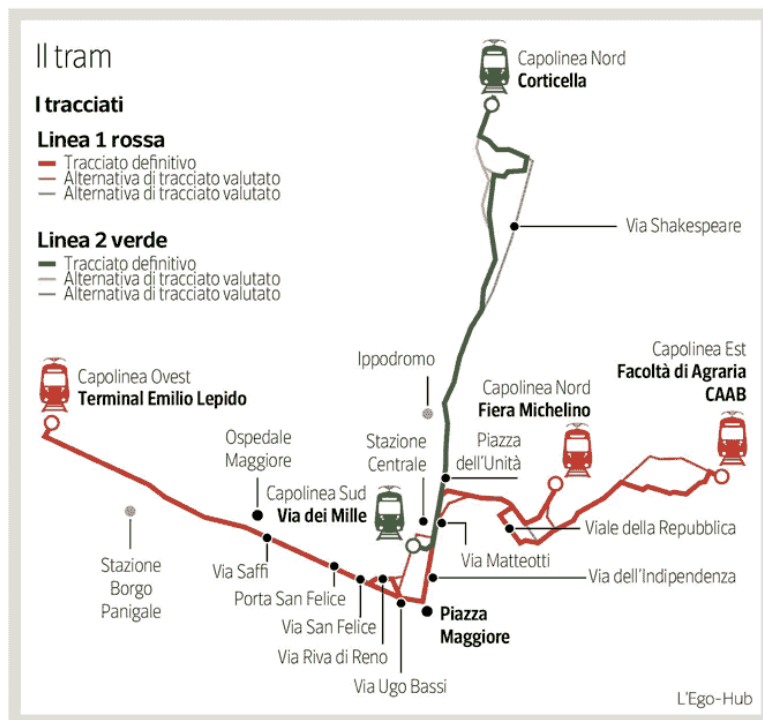 Il tram
I tracciati
Linea 1 rossa
Tracciato definitivo
Alternativa di tracciato valutato
Alternativa di tracciato valutato
Linea 2 verde
Tracciato definitivo
Alternativa di tracciato valutato
Alternativa di tracciato valutato
Capolinea Nord
Corticella
Via Shakespeare
Ippodromo
Capolinea Est
Facoltà di Agraria
CAAB
Capolinea Ovest
Terminal Emilio Lepido
Capolinea Nord
Fiera Michelino
Ospedale
Maggiore
Stazione
Centrale
Piazza
dell'Unità
Capolinea Sud
Via dei Mille
Viale della Repubblica
Stazione
Borgo
Panigale
Via Saffi
Via Matteotti
Porta San Felice
Via dell'Indipendenza
Via San Felice
Piazza
Maggiore
Via Riva di Reno
Via Ugo Bassi
L'Ego-Hub